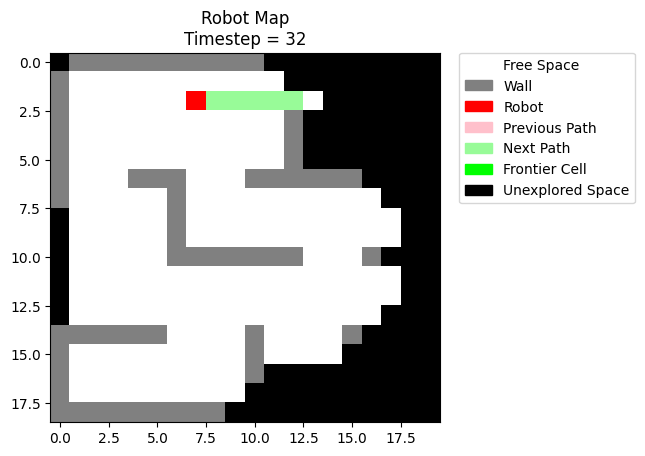 Robot Map
Timestep = 32
0.0
2.5
5.0
7.5
10.0
12.5
15.0
17.5
0.0
2.5
5.0
7.5
10.0
12.5
15.0
17.5
Free Space
Wall
Robot
Previous Path
Next Path
Frontier Cell
Unexplored Space